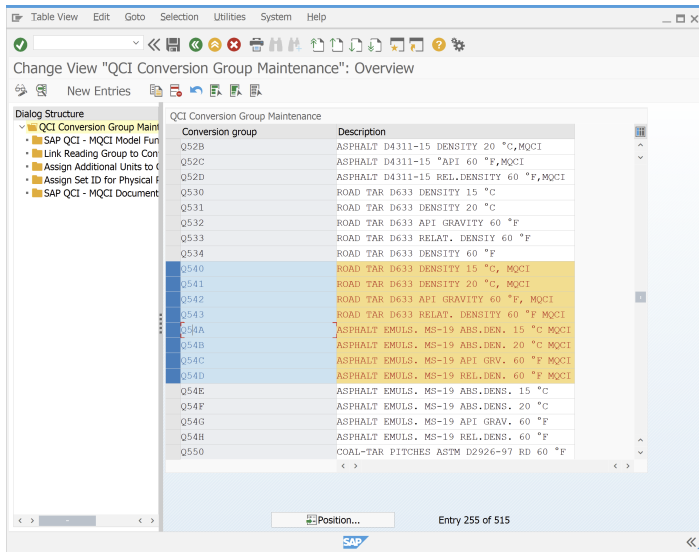 Table View Edit Goto Selection Utilities System Help
Change View "QCI Conversion Group Maintenance": Overview
New Entries
Dialog Structure
QCI Conversion Group Maint
SAP QCI - MQCI Model Fun
Link Reading Group to Con
Assign Additional Units to C
Assign Set ID for Physical P
SAP QCI - MQCI Document
QCI Conversion Group Maintenance
Conversion group Description
Q52B ASPHALT D4311-15 DENSITY 20 °C,MQCI
Q52C ASPHALT D4311-15 °API 60 °F,MQCI
Q52D ASPHALT D4311-15 REL.DENSITY 60 °F,MQCI
Q530 ROAD TAR D633 DENSITY 15 °C
Q531 ROAD TAR D633 DENSITY 20 °C
Q532 ROAD TAR D633 API GRAVITY 60 °F
Q533 ROAD TAR D633 RELAT. DENSIY 60 °F
Q534 ROAD TAR D633 DENSITY 60 °F
Q540 ROAD TAR D633 DENSITY 15 °C, MQCI
Q541 ROAD TAR D633 DENSITY 20 °C, MQCI
Q542 ROAD TAR D633 API GRAVITY 60 °F, MQCI
Q543 ROAD TAR D633 RELAT. DENSITY 60 °F MQCI
Q54A ASPHALT EMULS. MS-19 ABS.DEN. 15 °C MQCI
Q54B ASPHALT EMULS. MS-19 ABS.DEN. 20 °C MQCI
Q54C ASPHALT EMULS. MS-19 API GRV. 60 °F MQCI
Q54D ASPHALT EMULS. MS-19 REL.DEN. 60 °F MQCI
Q54E ASPHALT EMULS. MS-19 ABS.DENS. 15 °C
Q54F ASPHALT EMULS. MS-19 ABS.DENS. 20 °C
Q54G ASPHALT EMULS. MS-19 API GRAV. 60 °F
Q54H ASPHALT EMULS. MS-19 REL.DENS. 60 °F
Q550 COAL-TAR PITCHES ASTM D2926-97 RD 60 °F
Position... Entry 255 of 515
SAP